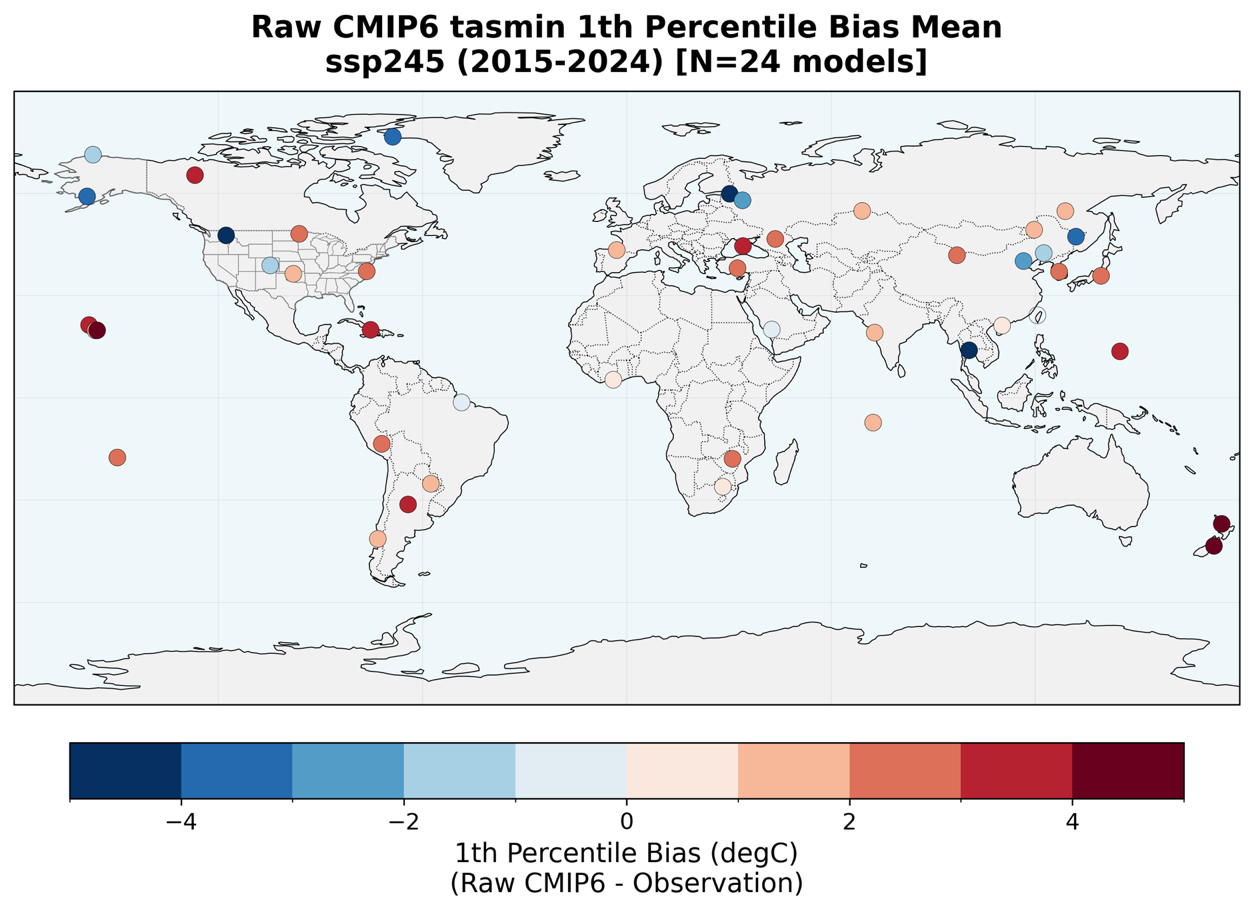 Raw CMIP6 tasmin 1th Percentile Bias Mean
ssp245 (2015-2024) [N=24 models]
−4 −2 0 2 4
1th Percentile Bias (degC)
(Raw CMIP6 - Observation)